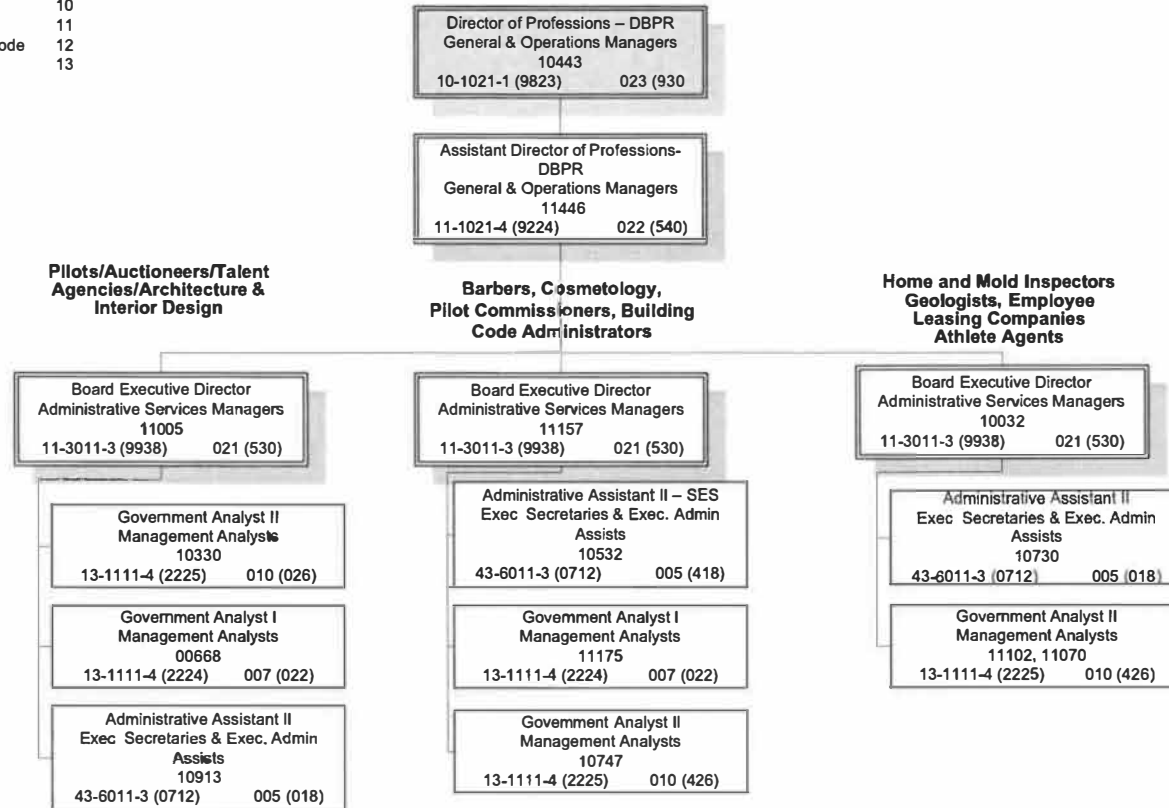 10
11
ode 12
13
Director of Professions – DBPR
General & Operations Managers
10443
10-1021-1 (9823) 023 (930
Assistant Director of Professions-
DBPR
General & Operations Managers
11446
11-1021-4 (9224) 022 (540)
Pilots/Auctioneers/Talent
Agencies/Architecture &
Interior Design
Barbers, Cosmetology,
Pilot Commissioners, Building
Code Administrators
Home and Mold Inspectors
Geologists, Employee
Leasing Companies
Athlete Agents
Board Executive Director
Administrative Services Managers
11005
11-3011-3 (9938) 021 (530)
Government Analyst II
Management Analysts
10330
13-1111-4 (2225) 010 (026)
Government Analyst I
Management Analysts
00668
13-1111-4 (2224) 007 (022)
Administrative Assistant II
Exec Secretaries & Exec. Admin
Assists
10913
43-6011-3 (0712) 005 (018)
Board Executive Director
Administrative Services Managers
11157
11-3011-3 (9938) 021 (530)
Administrative Assistant II – SES
Exec Secretaries & Exec. Admin
Assists
10532
43-6011-3 (0712) 005 (418)
Government Analyst I
Management Analysts
11175
13-1111-4 (2224) 007 (022)
Government Analyst II
Management Analysts
10747
13-1111-4 (2225) 010 (426)
Board Executive Director
Administrative Services Managers
10032
11-3011-3 (9938) 021 (530)
Administrative Assistant II
Exec Secretaries & Exec. Admin
Assists
10730
43-6011-3 (0712) 005 (018)
Government Analyst II
Management Analysts
11102, 11070
13-1111-4 (2225) 010 (426)